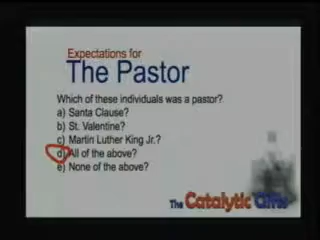 Expectations for
The Pastor
Which of these individuals was a pastor?
a) Santa Clause?
b) St. Valentine?
c) Martin Luther King Jr.?
d) All of the above?
e) None of the above?
The Catalytic Gifts